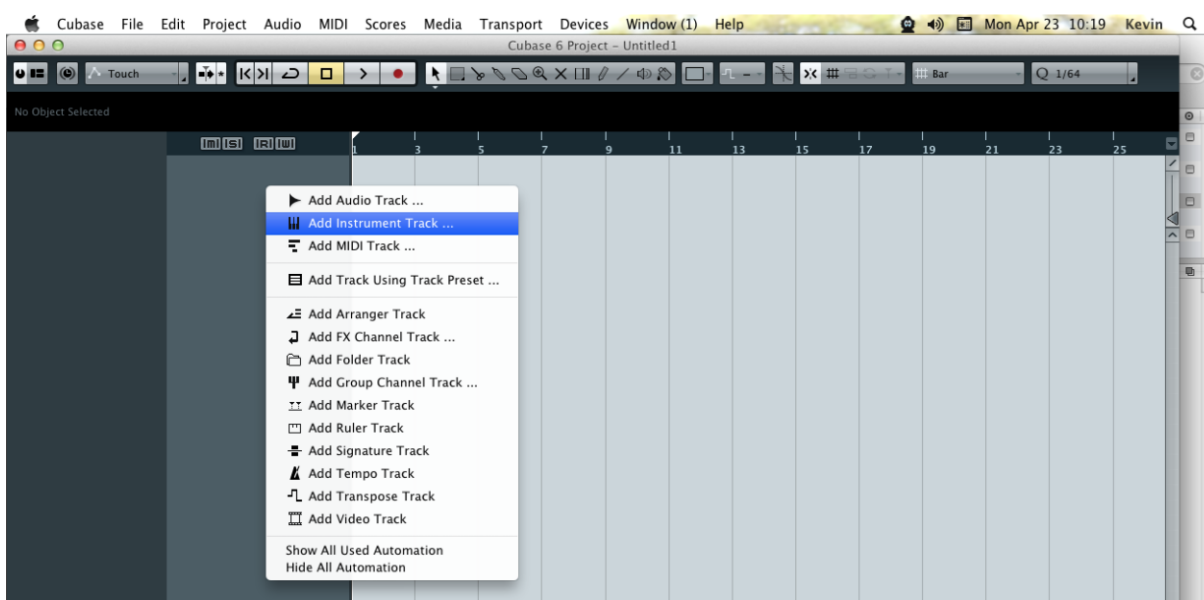 Cubase File Edit Project Audio MIDI Scores Media Transport Devices Window (1) Help Mon Apr 23 10:19 Kevin
Cubase 6 Project – Untitled1
Touch Bar Q 1/64
No Object Selected
M S R W 1 3 5 7 9 11 13 15 17 19 21 23 25
Add Audio Track ...
Add Instrument Track ...
Add MIDI Track ...
Add Track Using Track Preset ...
Add Arranger Track
Add FX Channel Track ...
Add Folder Track
Add Group Channel Track ...
Add Marker Track
Add Ruler Track
Add Signature Track
Add Tempo Track
Add Transpose Track
Add Video Track
Show All Used Automation
Hide All Automation